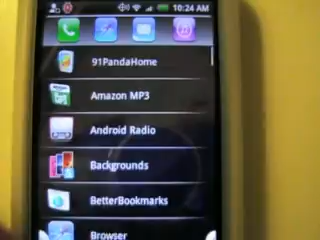 10:24 AM
91PandaHome
Amazon MP3
Android Radio
Backgrounds
BetterBookmarks
Browser